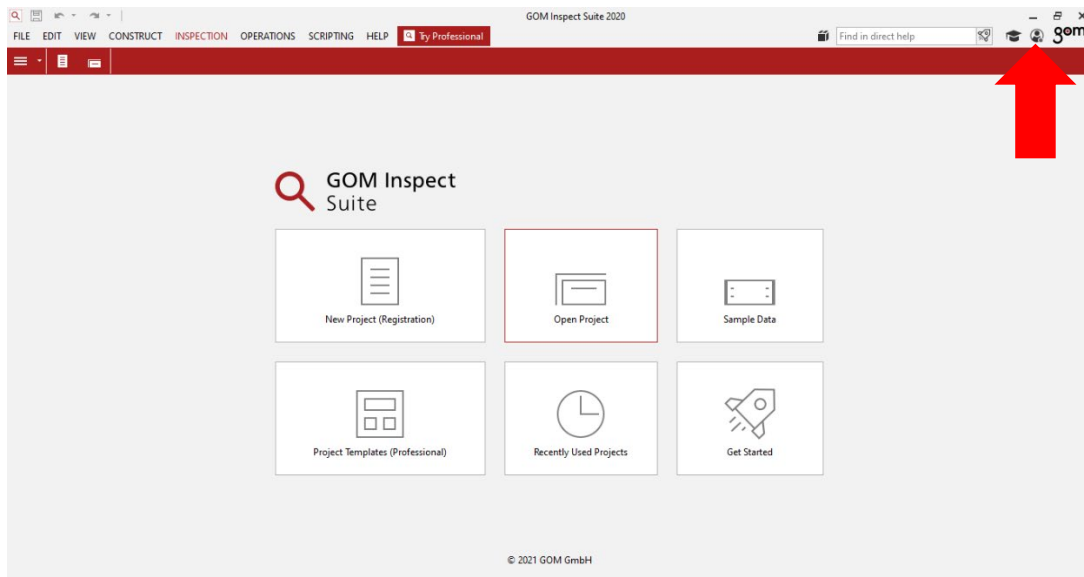 GOM Inspect Suite 2020
FILE EDIT VIEW CONSTRUCT INSPECTION OPERATIONS SCRIPTING HELP Try Professional Find in direct help gom
GOM Inspect
Suite
New Project (Registration) Open Project Sample Data
Project Templates (Professional) Recently Used Projects Get Started
© 2021 GOM GmbH